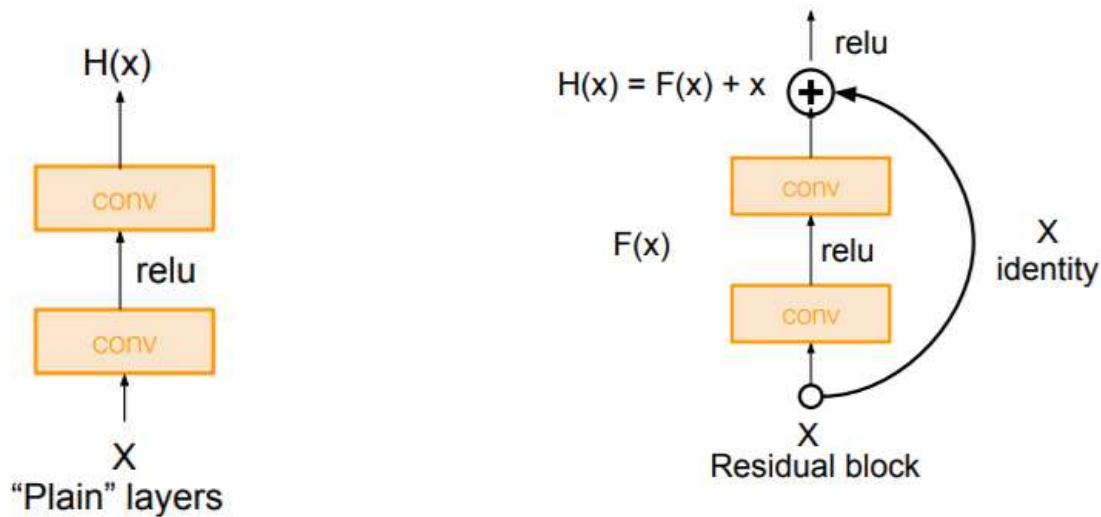 H(x)
conv
relu
conv
X
“Plain” layers
relu
H(x) = F(x) + x
conv
F(x)
relu
X
identity
conv
X
Residual block